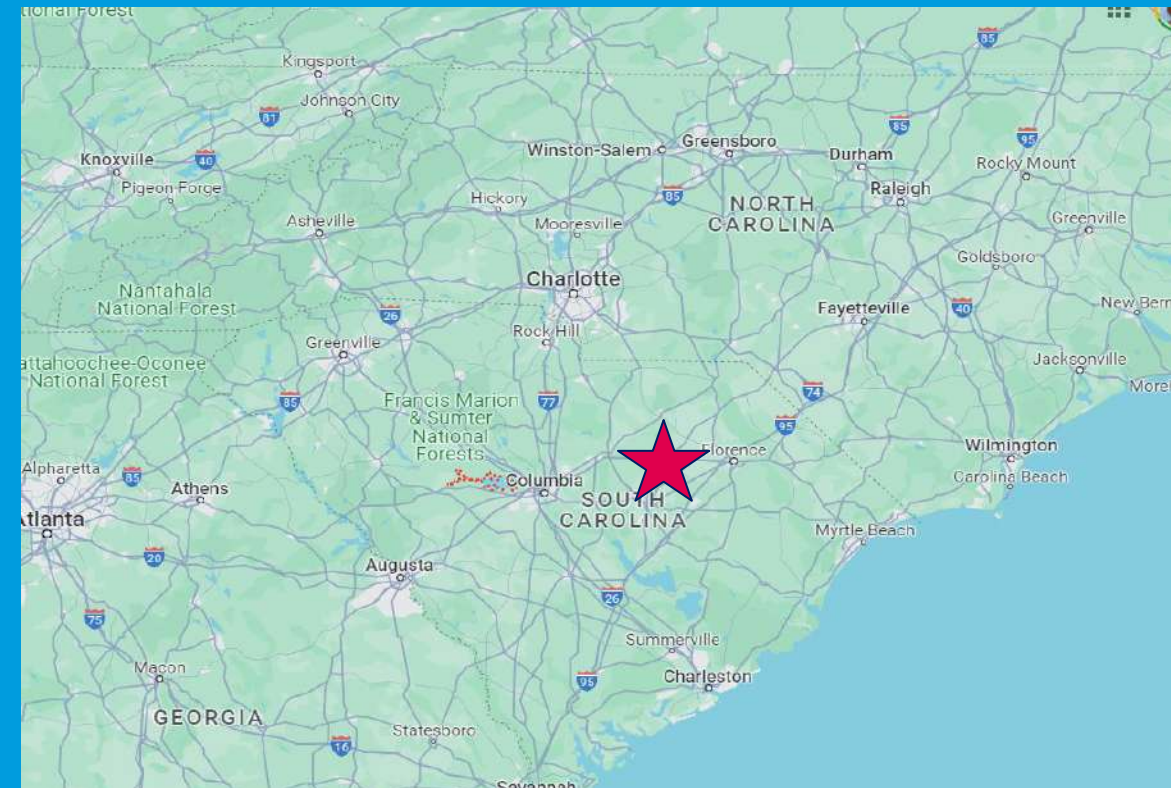 tional Forest
85
Kingsport
Johnson City
81
85
95
Winston-Salem
Greensboro
Durham
Rocky Mount
Knoxville
40
Pigeon Forge
Raleigh
Hickory
85
NORTH
CAROLINA
Greenville
Asheville
Mooresville
Goldsboro
Charlotte
Nantahala
National Forest
New Bern
Fayetteville
40
26
Rock Hill
Greenville
Jacksonville
attahoochee-Oconee
National Forest
More
74
85
Francis Marion
& Sumter
National
Forests
77
95
Wilmington
Florence
Alpharetta
85
Carolina Beach
Athens
Columbia
SOUTH
CAROLINA
Atlanta
Myrtle Beach
20
Augusta
26
75
Summerville
Macon
Charleston
95
GEORGIA
Statesboro
16
Savannah